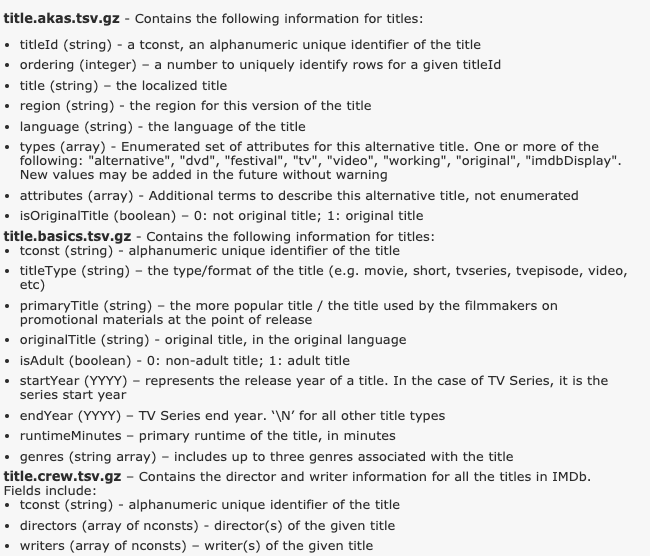 title.akas.tsv.gz - Contains the following information for titles:
• titleId (string) - a tconst, an alphanumeric unique identifier of the title
• ordering (integer) – a number to uniquely identify rows for a given titleId
• title (string) – the localized title
• region (string) - the region for this version of the title
• language (string) - the language of the title
• types (array) - Enumerated set of attributes for this alternative title. One or more of the
following: "alternative", "dvd", "festival", "tv", "video", "working", "original", "imdbDisplay".
New values may be added in the future without warning
• attributes (array) - Additional terms to describe this alternative title, not enumerated
• isOriginalTitle (boolean) – 0: not original title; 1: original title
title.basics.tsv.gz - Contains the following information for titles:
• tconst (string) - alphanumeric unique identifier of the title
• titleType (string) – the type/format of the title (e.g. movie, short, tvseries, tvepisode, video,
etc)
• primaryTitle (string) – the more popular title / the title used by the filmmakers on
promotional materials at the point of release
• originalTitle (string) - original title, in the original language
• isAdult (boolean) - 0: non-adult title; 1: adult title
• startYear (YYYY) – represents the release year of a title. In the case of TV Series, it is the
series start year
• endYear (YYYY) – TV Series end year. ‘\N’ for all other title types
• runtimeMinutes – primary runtime of the title, in minutes
• genres (string array) – includes up to three genres associated with the title
title.crew.tsv.gz – Contains the director and writer information for all the titles in IMDb.
Fields include:
• tconst (string) - alphanumeric unique identifier of the title
• directors (array of nconsts) - director(s) of the given title
• writers (array of nconsts) – writer(s) of the given title